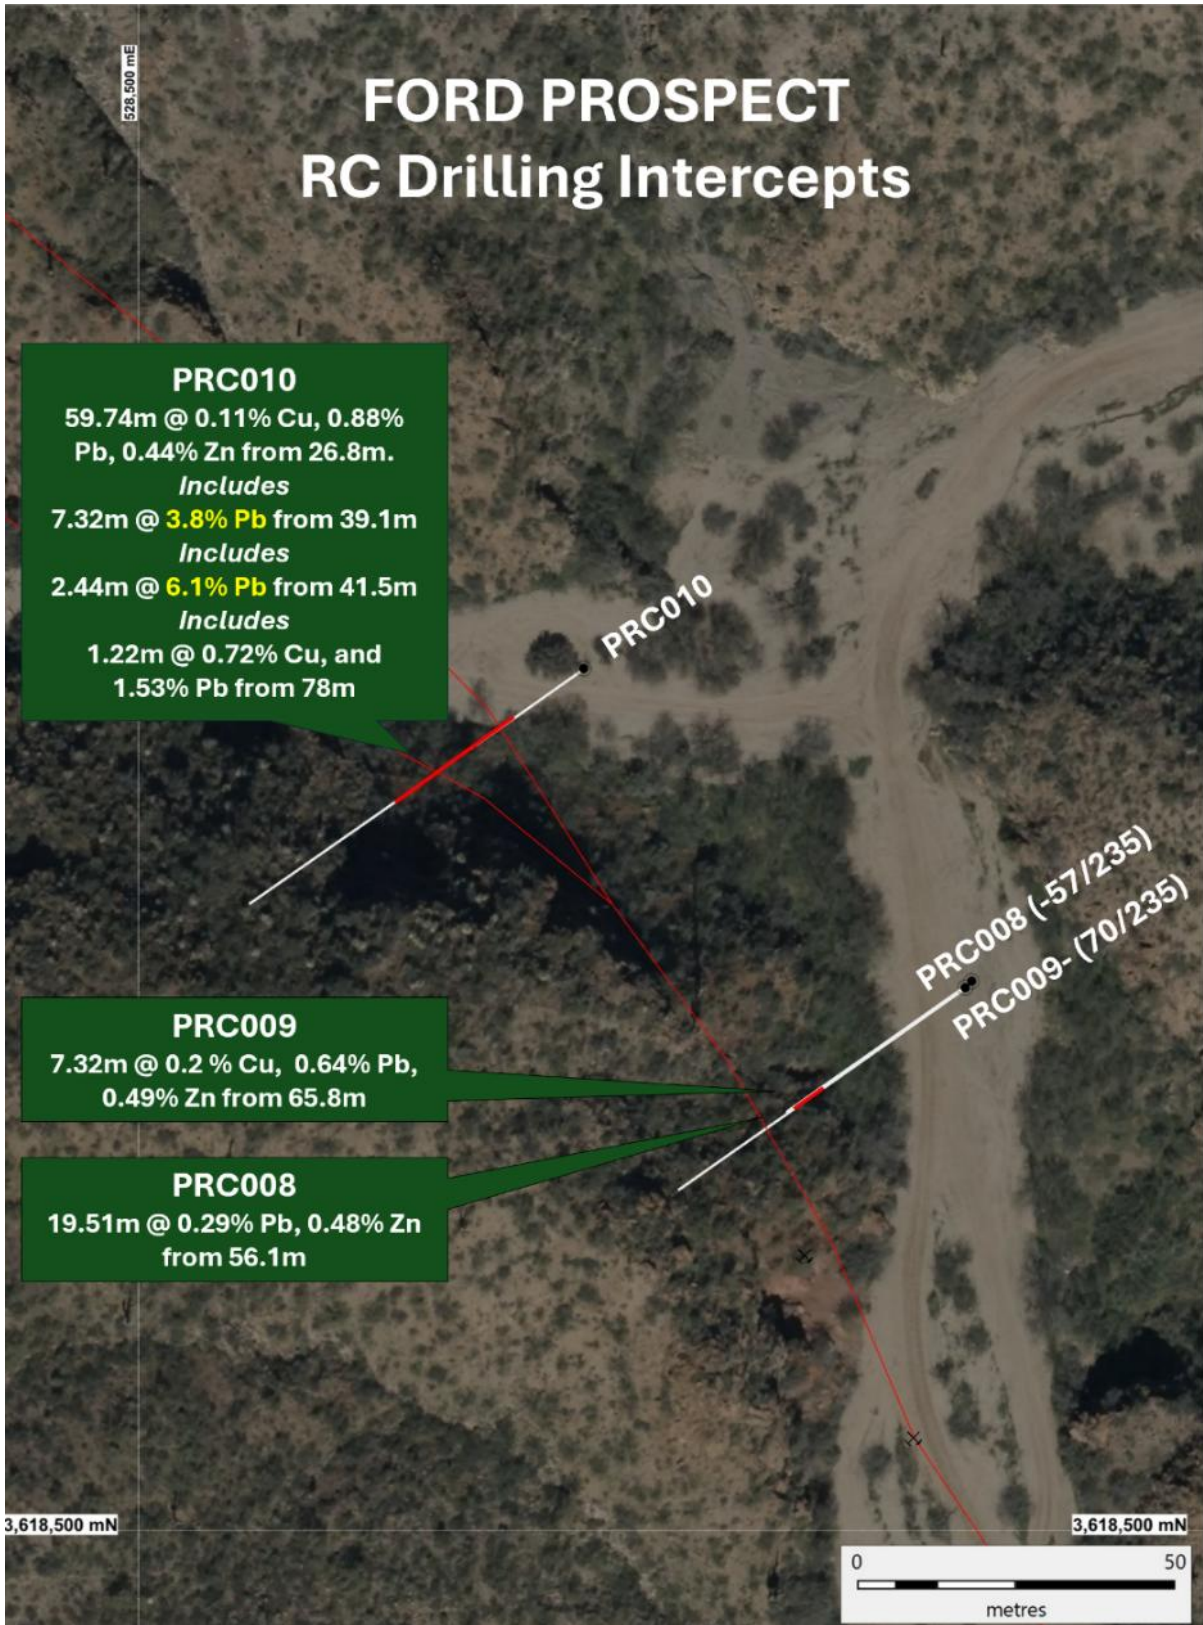 528,500 mE
FORD PROSPECT
RC Drilling Intercepts
PRC010
59.74m @ 0.11% Cu, 0.88%
Pb, 0.44% Zn from 26.8m.
Includes
7.32m @ 3.8% Pb from 39.1m
Includes
2.44m @ 6.1% Pb from 41.5m
Includes
1.22m @ 0.72% Cu, and
1.53% Pb from 78m
PRC010
PRC008 (-57/235)
PRC009- (70/235)
PRC009
7.32m @ 0.2 % Cu, 0.64% Pb,
0.49% Zn from 65.8m
PRC008
19.51m @ 0.29% Pb, 0.48% Zn
from 56.1m
3,618,500 mN
3,618,500 mN
0 50
metres